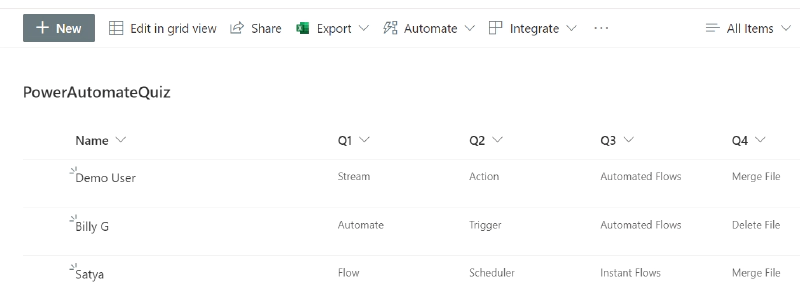 New Edit in grid view Share Export Automate Integrate ... All Items
PowerAutomateQuiz
Name Q1 Q2 Q3 Q4
Demo User Stream Action Automated Flows Merge File
Billy G Automate Trigger Automated Flows Delete File
Satya Flow Scheduler Instant Flows Merge File